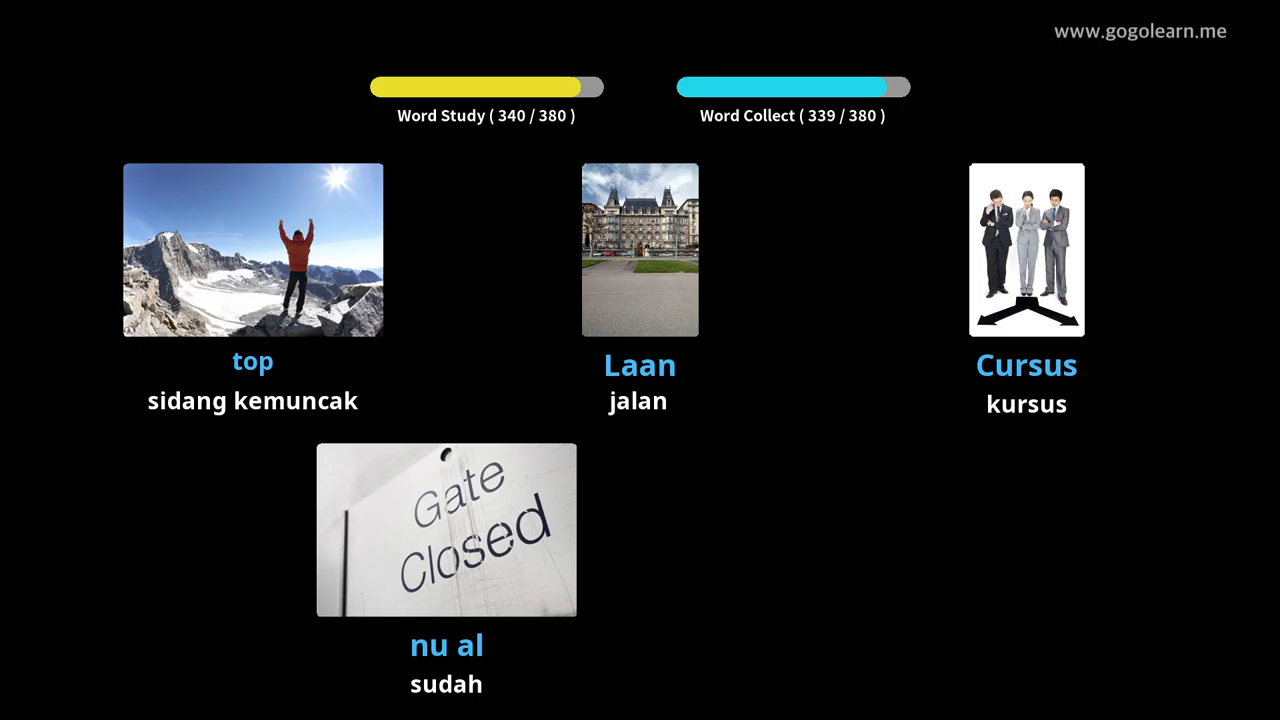 www.gogolearn.me
Word Study ( 340 / 380 )
Word Collect ( 339 / 380 )
top
sidang kemuncak
Laan
jalan
Cursus
kursus
Gate
Closed
nu al
sudah